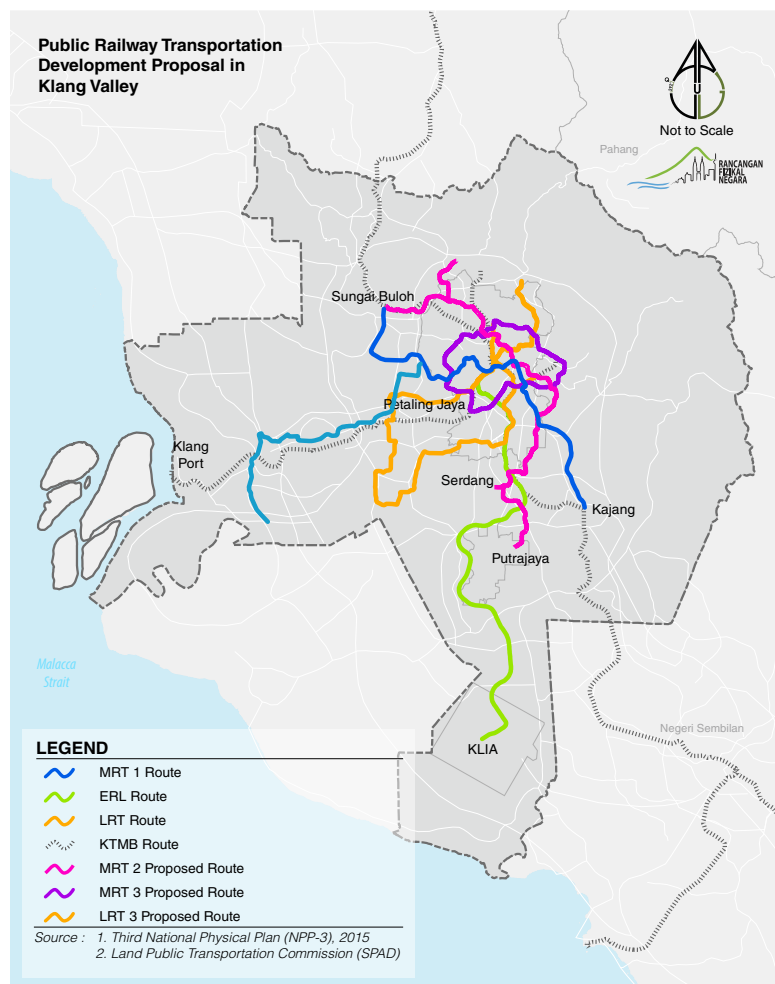 Public Railway Transportation
Development Proposal in
Klang Valley
Not to Scale
RANCANGAN
FIZIKAL
NEGARA
Pahang
Sungai Buloh
Petaling Jaya
Klang
Port
Serdang
Kajang
Putrajaya
Malacca
Strait
Negeri Sembilan
KLIA
LEGEND
MRT 1 Route
ERL Route
LRT Route
KTMB Route
MRT 2 Proposed Route
MRT 3 Proposed Route
LRT 3 Proposed Route
Source : 1. Third National Physical Plan (NPP-3), 2015
2. Land Public Transportation Commission (SPAD)